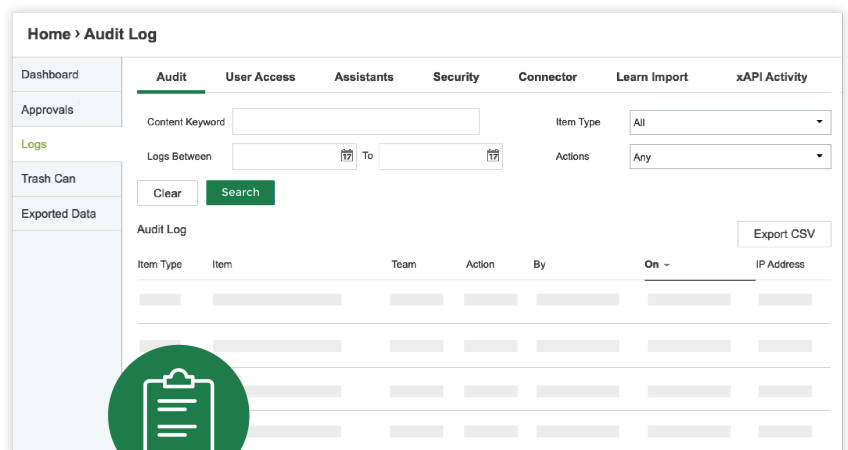 Home › Audit Log
Dashboard
Approvals
Logs
Trash Can
Exported Data
Audit User Access Assistants Security Connector Learn Import xAPI Activity
Content Keyword Item Type All
Logs Between 17 To 17 Actions Any
Clear Search
Audit Log
Export CSV
Item Type Item Team Action By On IP Address